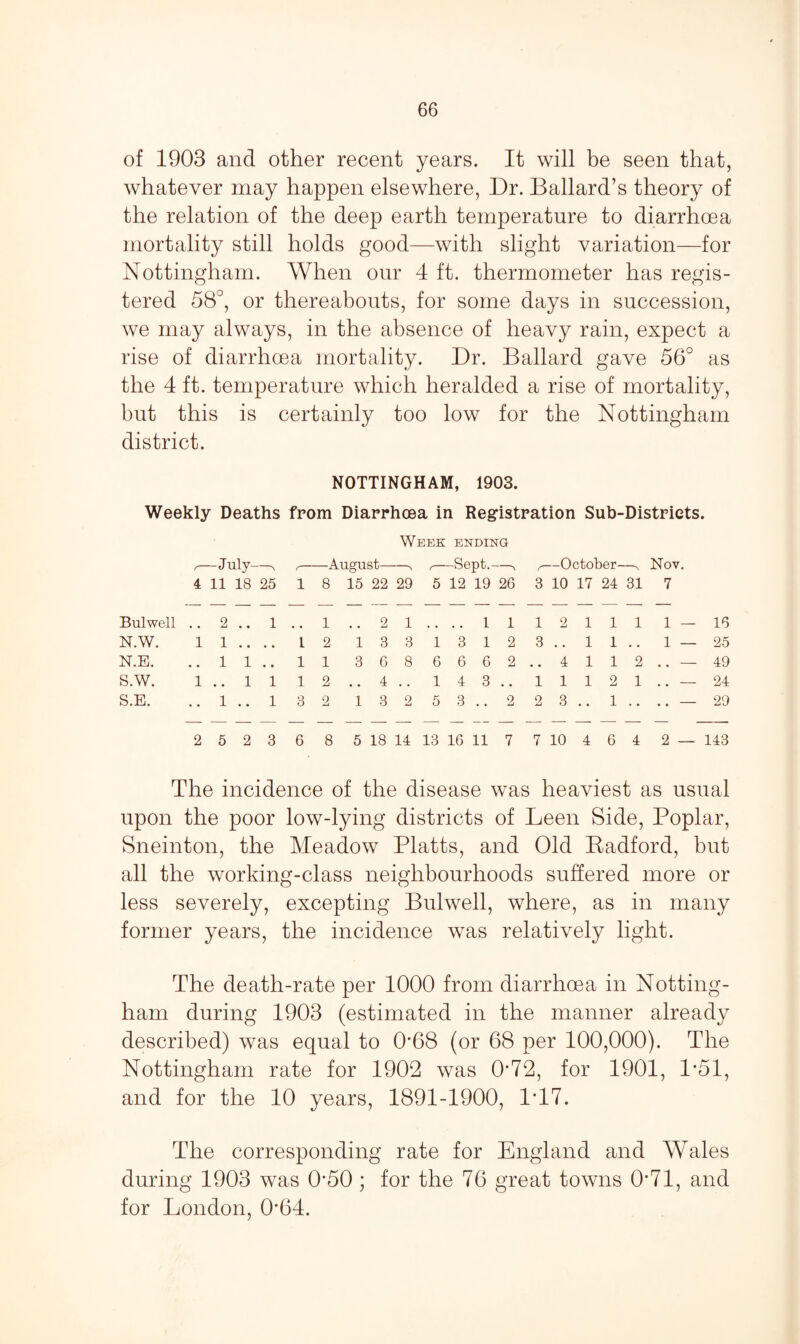 66
of 1903 and other recent years. It will be seen that,
whatever may happen elsewhere, Dr. Ballard's theory of
the relation of the deep earth temperature to diarrhœa
mortality still holds good—with slight variation—for
Nottingham. When our 4 ft. thermometer has regis-
tered 58°, or thereabouts, for some days in succession,
we may always, in the absence of heavy rain, expect a
rise of diarrhœa mortality. Dr. Ballard gave 56° as
the 4 ft. temperature which heralded a rise of mortality,
but this is certainly too low for the Nottingham
district.
NOTTINGHAM, 1903.
Weekly Deaths from Diarrhœa in Registration Sub-Districts.
WEEK ENDING
July August Sept. October Nov.
4 11 18 25 1 8 15 22 29 5 12 19 26 3 10 17 24 31 7
Bulwell .. 2 .. 1 .. 1 .. 2 1 .. .. 1 1 1 2 1 1 1 1 — 16
N.W. 1 1 .. .. 1 2 1 3 3 1 3 1 2 3 .. 1 1 .. 1 — 25
N.E. .. 1 1 .. 1 1 3 6 8 6 6 6 2 .. 4 1 1 2 .. — 49
S.W. 1 .. 1 1 1 2 .. 4 .. 1 4 3 .. 1 1 1 2 1 .. — 24
S.E. .. 1 .. 1 3 2 1 3 2 5 3 .. 2 2 3 .. 1 .. .. — 29
2 5 2 3 6 8 5 18 14 13 16 11 7 7 10 4 6 4 2 — 143
The incidence of the disease was heaviest as usual
upon the poor low-lying districts of Leen Side, Poplar,
Sneinton, the Meadow Platts, and Old Radford, but
all the working-class neighbourhoods suffered more or
less severely, excepting Bulwell, where, as in many
former years, the incidence was relatively light.
The death-rate per 1000 from diarrhœa in Notting-
ham during 1903 (estimated in the manner already
described) was equal to 0·68 (or 68 per 100,000). The
Nottingham rate for 1902 was 0·72, for 1901, 1·51,
and for the 10 years, 1891-1900, 1·17.
The corresponding rate for England and Wales
during 1903 was 0·50 ; for the 76 great towns 0·71, and
for London, 0·64.